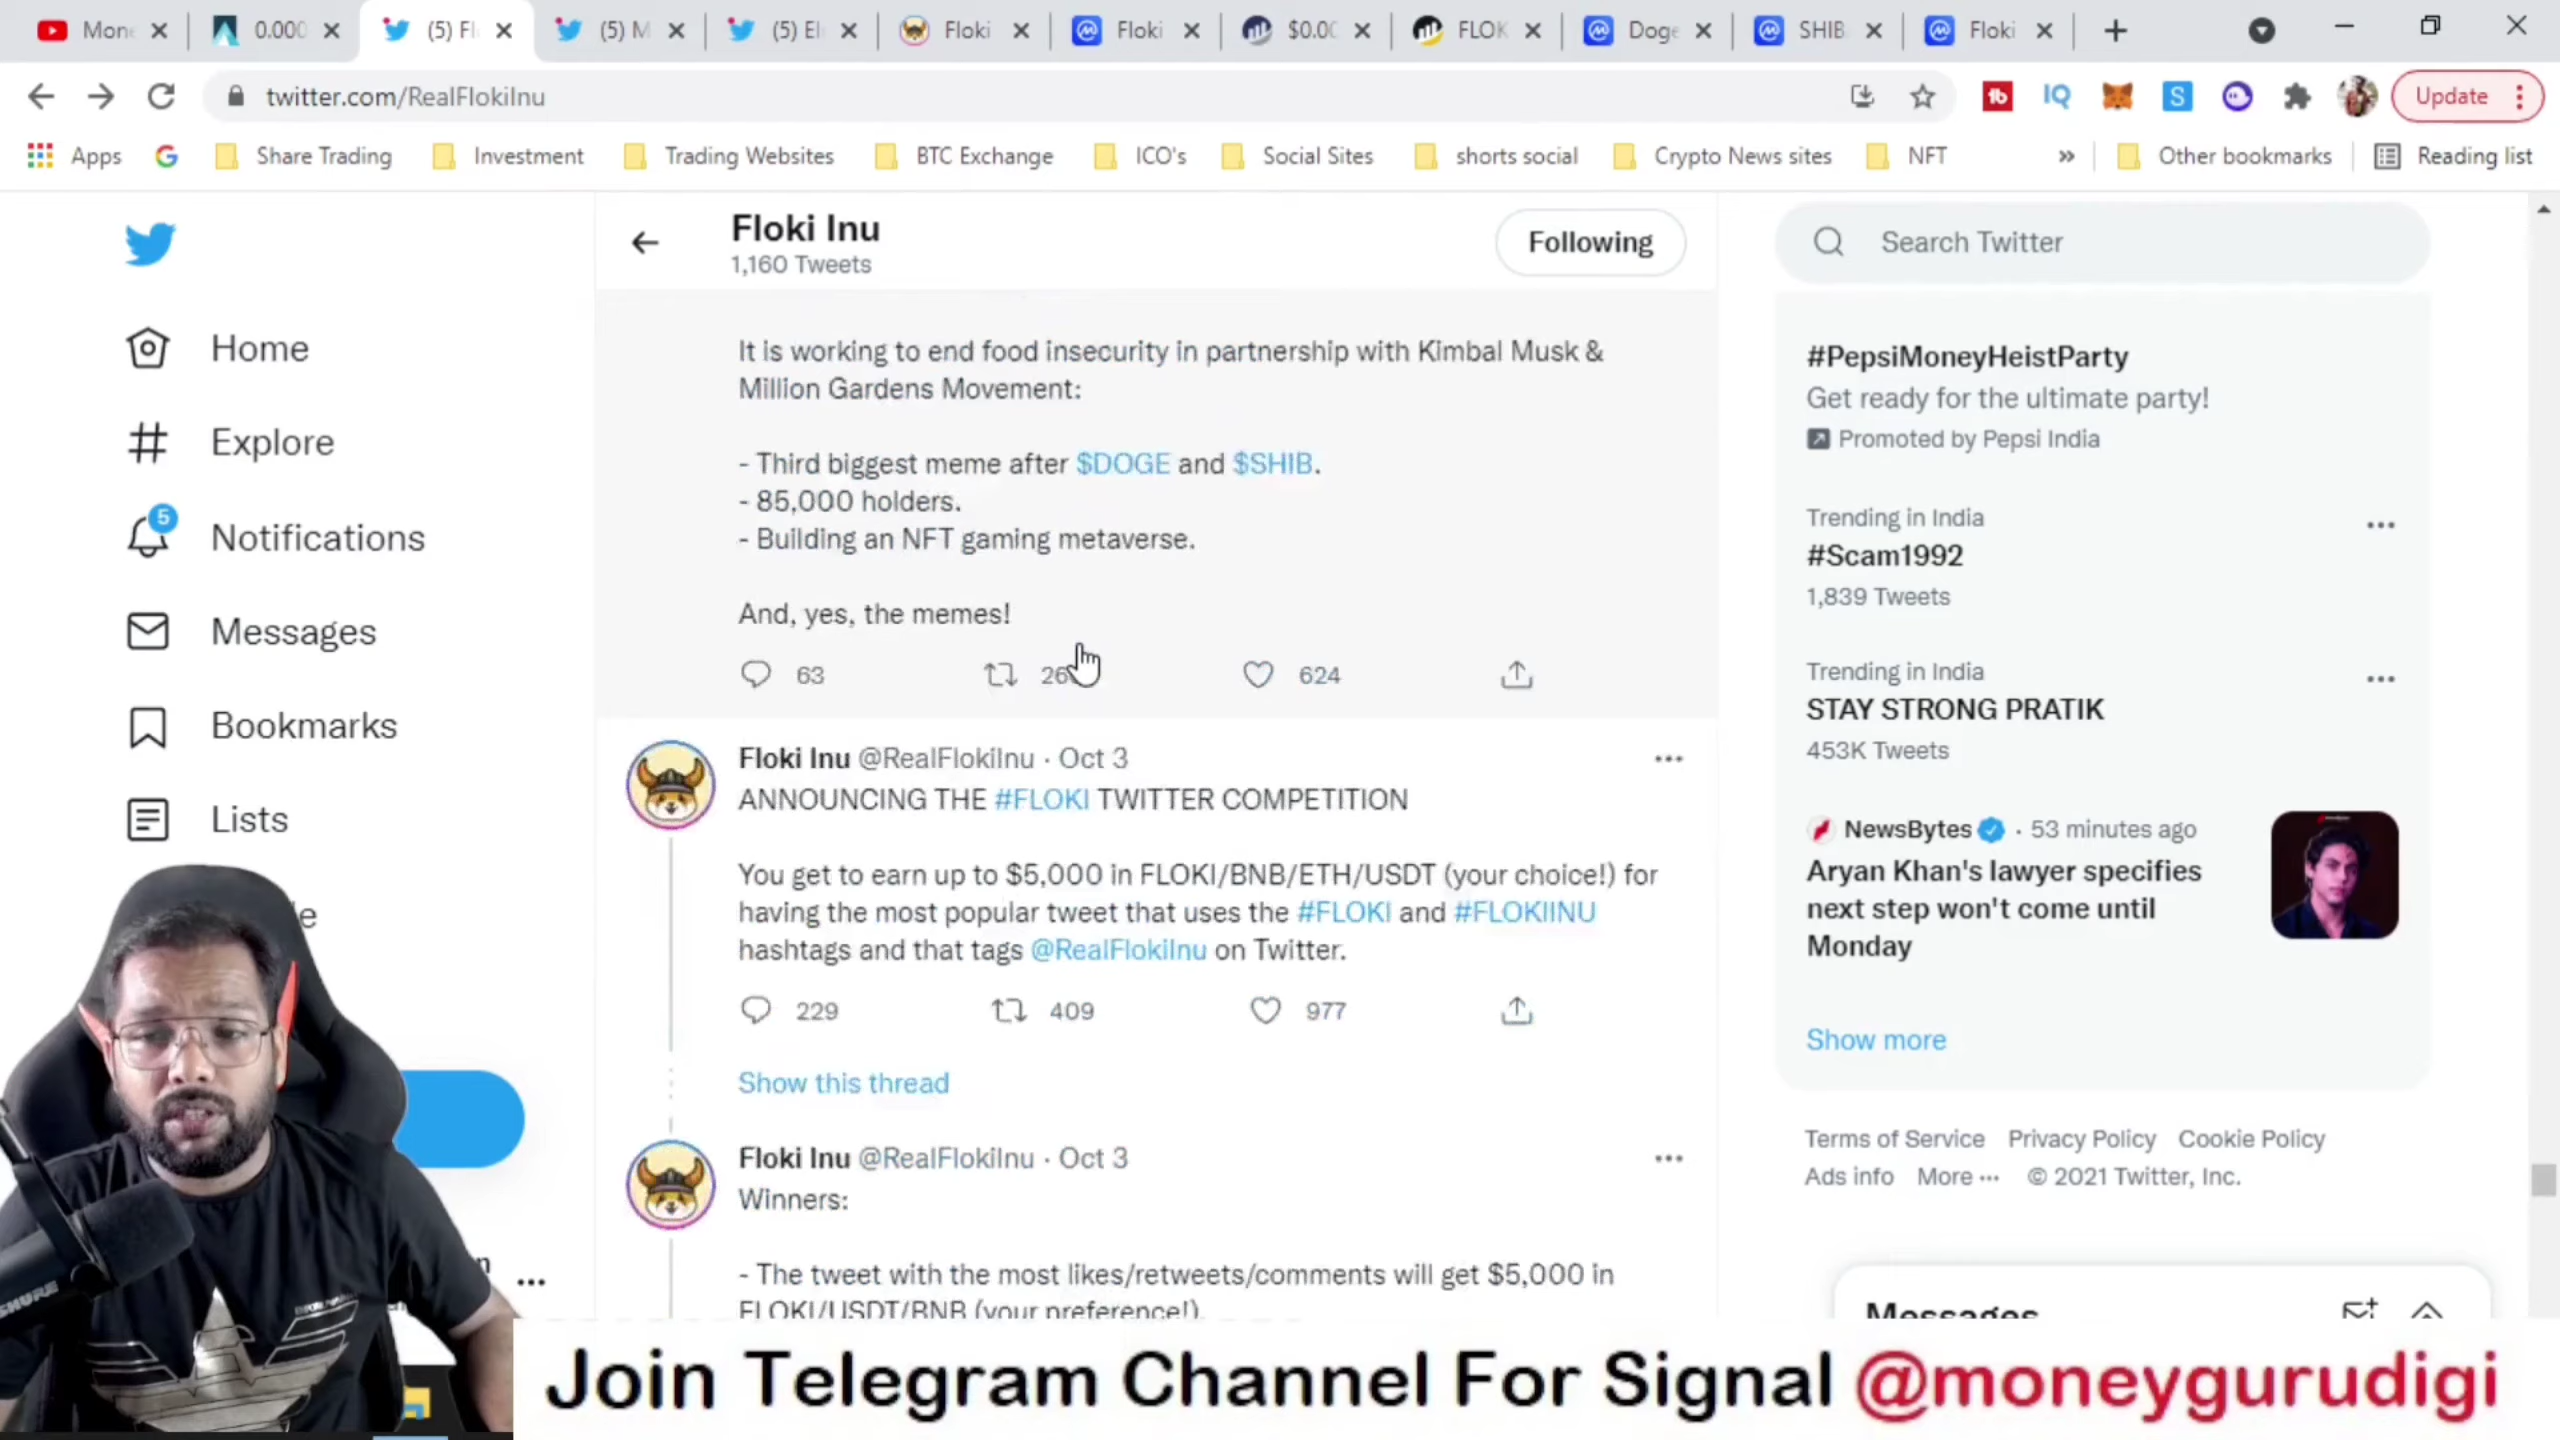 Mon
0.000
(5) Fl
(5) M
(5) El
Floki
Floki
$0.00
FLOK
Doge
SHIB
Floki
twitter.com/RealFlokiInu
Update
Apps
Share Trading
Investment
Trading Websites
BTC Exchange
ICO's
Social Sites
shorts social
Crypto News sites
NFT
Other bookmarks
Reading list
Home
Explore
5
Notifications
Messages
Bookmarks
Lists
Floki Inu
1,160 Tweets
Following
It is working to end food insecurity in partnership with Kimbal Musk &
Million Gardens Movement:
- Third biggest meme after $DOGE and $SHIB.
- 85,000 holders.
- Building an NFT gaming metaverse.
And, yes, the memes!
63
624
Floki Inu @RealFlokiInu · Oct 3
ANNOUNCING THE #FLOKI TWITTER COMPETITION
You get to earn up to $5,000 in FLOKI/BNB/ETH/USDT (your choice!) for
having the most popular tweet that uses the #FLOKI and #FLOKIINU
hashtags and that tags @RealFlokiInu on Twitter.
229 409 977
Show this thread
Floki Inu @RealFlokiInu · Oct 3
Winners:
- The tweet with the most likes/retweets/comments will get $5,000 in
FLOKI/USDT/BNB (your preference!).
Search Twitter
#PepsiMoneyHeistParty
Get ready for the ultimate party!
Promoted by Pepsi India
Trending in India
#Scam1992
1,839 Tweets
Trending in India
STAY STRONG PRATIK
453K Tweets
NewsBytes · 53 minutes ago
Aryan Khan's lawyer specifies
next step won't come until
Monday
Show more
Terms of Service Privacy Policy Cookie Policy
Ads info More ··· © 2021 Twitter, Inc.
Messages
SHURE
Join Telegram Channel For Signal @moneygurudigi